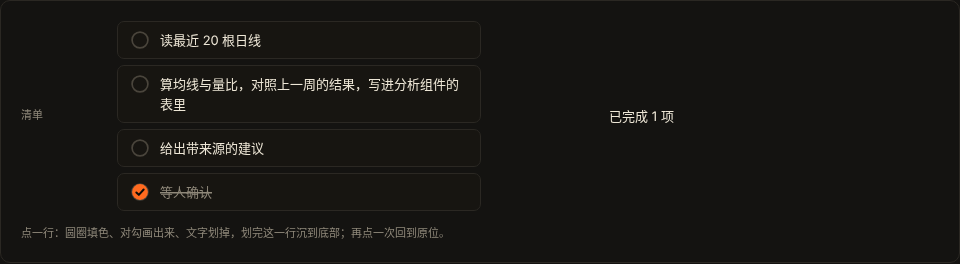 读最近 20 根日线
算均线与量比，对照上一周的结果，写进分析组件的
表里
清单
已完成 1 项
给出带来源的建议
等人确认
点一行：圆圈填色、对勾画出来、文字划掉，划完这一行沉到底部；再点一次回到原位。